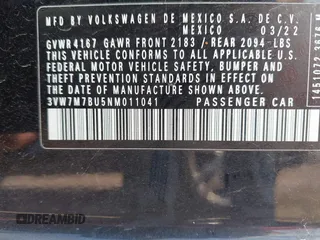 MFD BY VOLKSWAGEN DE MEXICO S.A. DE C.V.
MEXICO 03/22
GVWR 4167 GAWR FRONT 2183 / REAR 2094 LBS
THIS VEHICLE CONFORMS TO ALL APPLICABLE U.S.
FEDERAL MOTOR VEHICLE SAFETY, BUMPER AND
THEFT PREVENTION STANDARDS IN EFFECT ON THE
DATE OF MANUFACTURE SHOWN ABOVE.
3VW7M7BU5NM011041 PASSENGER CAR
DREAMBID